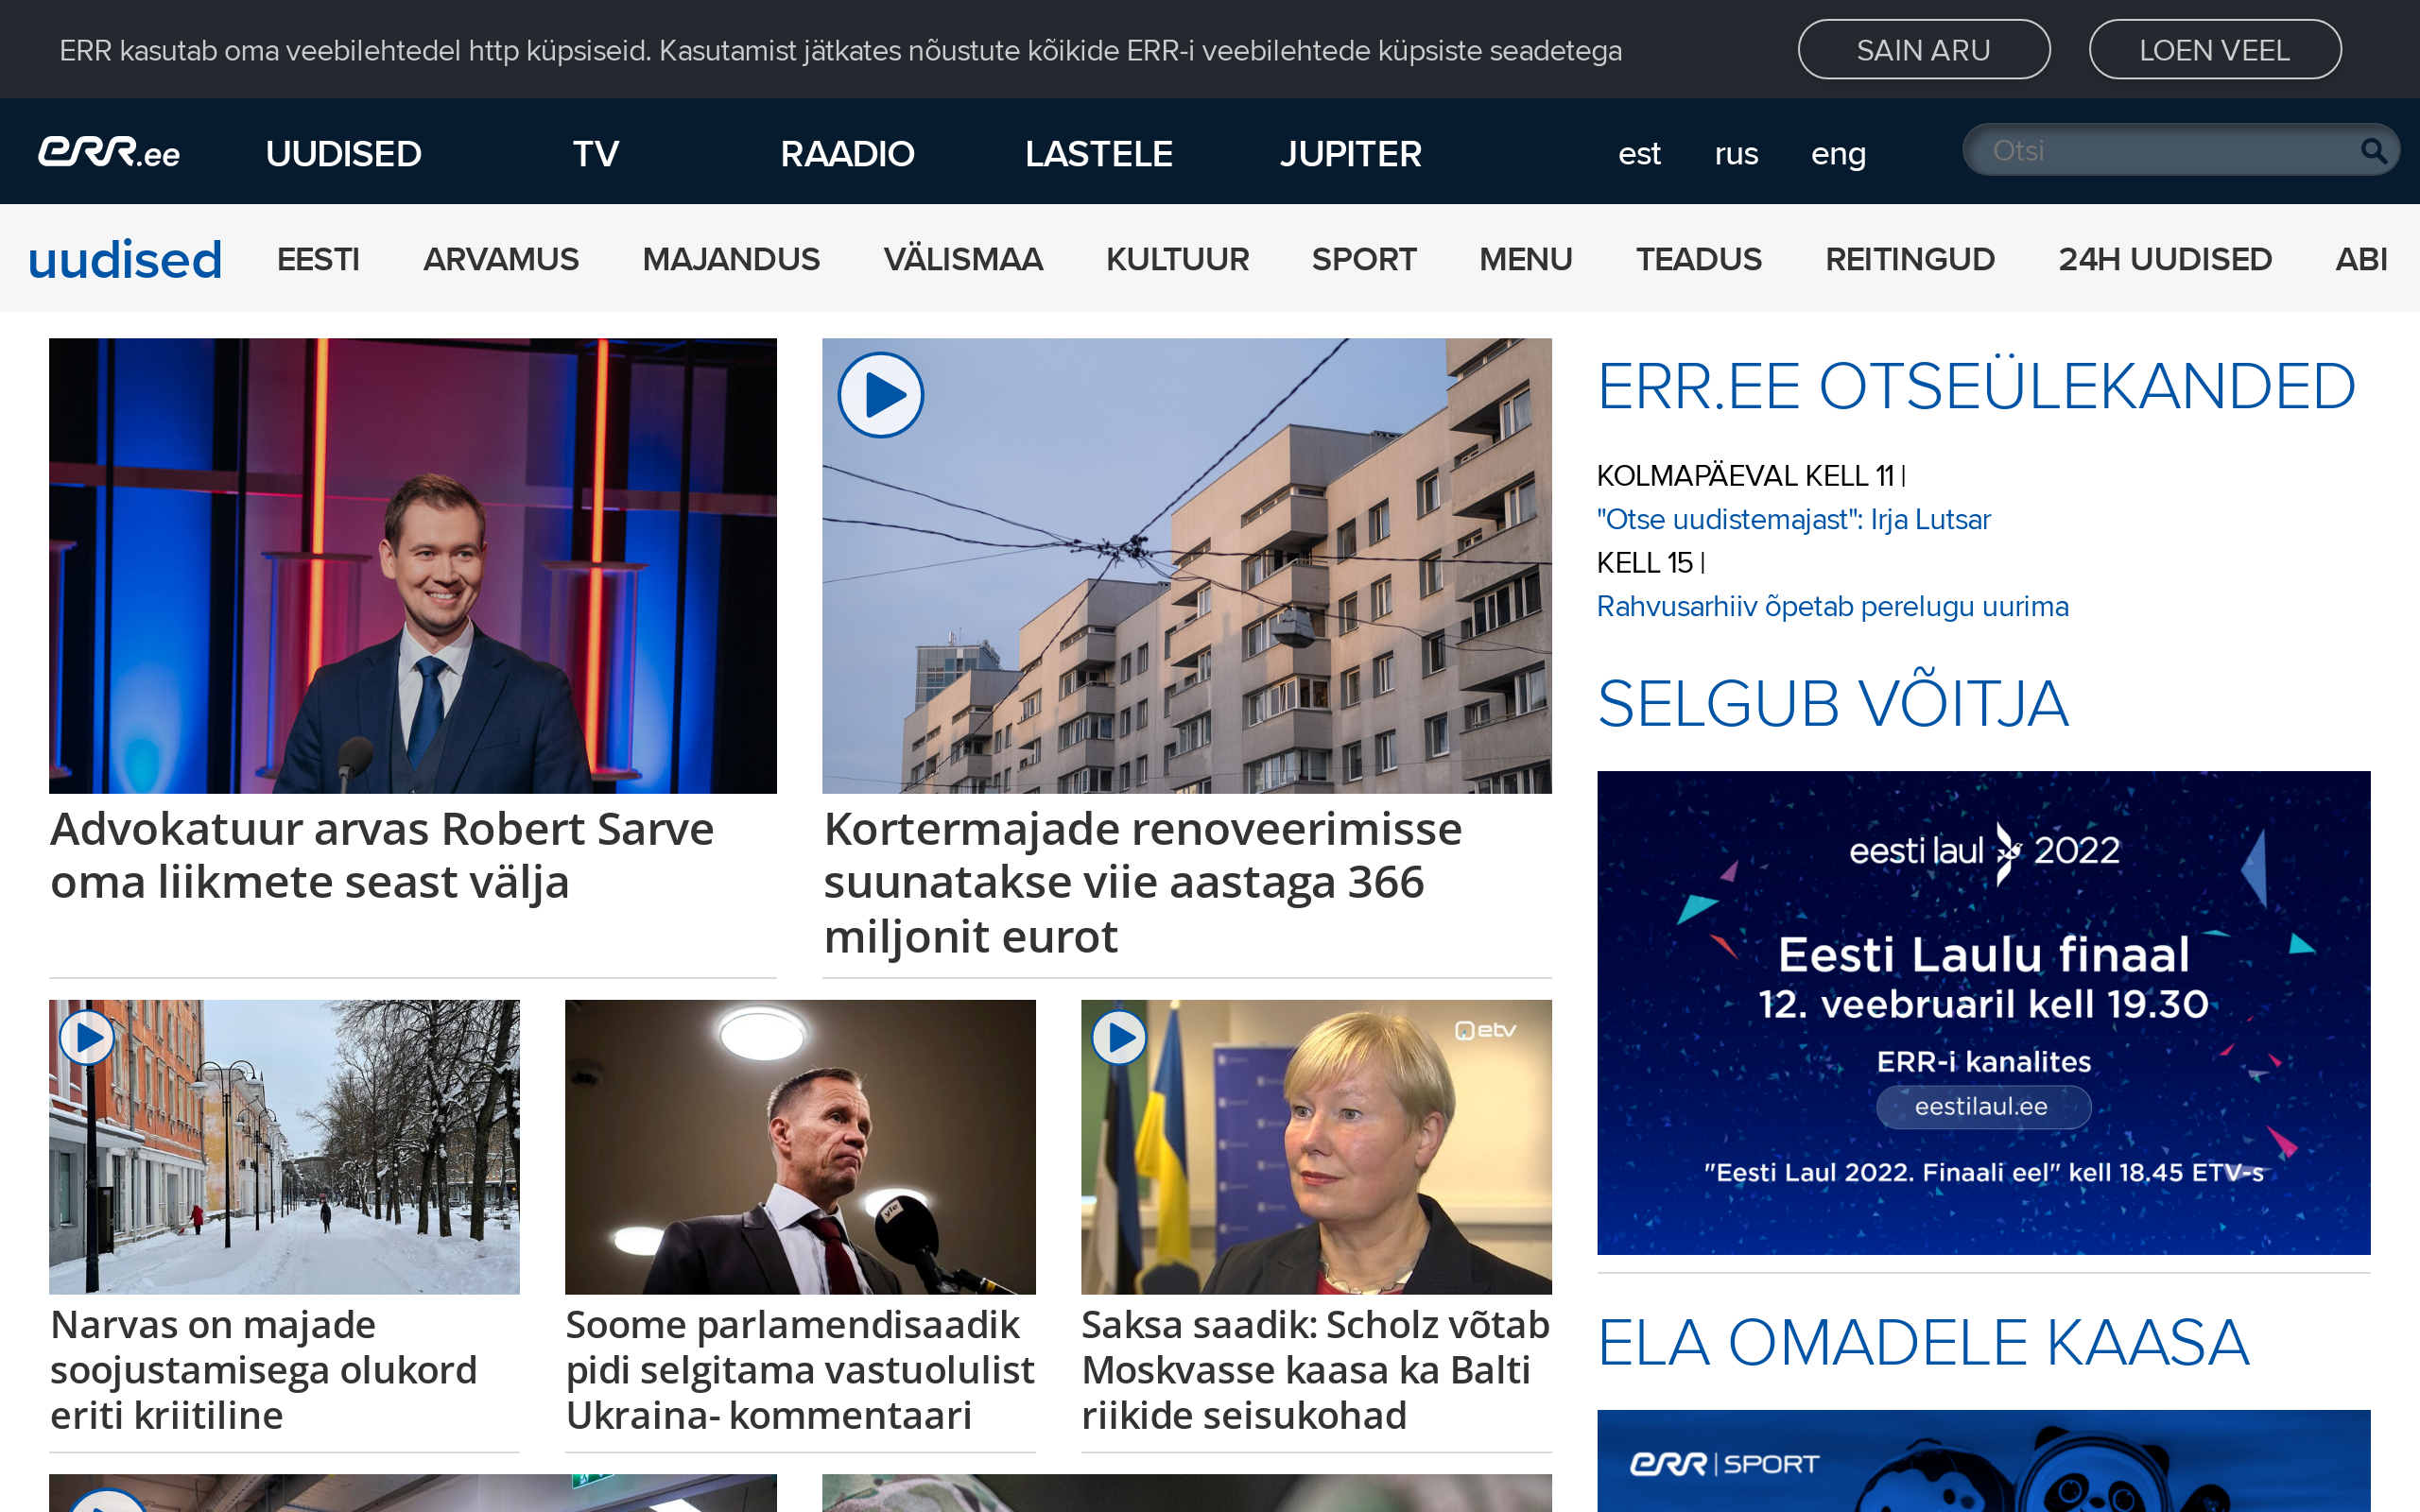 ERR kasutab oma veebilehtedel http küpsiseid. Kasutamist jätkates nõustute kõikide ERR-i veebilehtede küpsiste seadetega
SAIN ARU
LOEN VEEL
err.ee
UUDISED
TV
RAADIO
LASTELE
JUPITER
est
rus
eng
Otsi
uudised
EESTI
ARVAMUS
MAJANDUS
VÄLISMAA
KULTUUR
SPORT
MENU
TEADUS
REITINGUD
24H UUDISED
ABI
Advokatuur arvas Robert Sarve
oma liikmete seast välja
Kortermajade renoveerimisse
suunatakse viie aastaga 366
miljonit eurot
yle
etv
Narvas on majade
soojustamisega olukord
eriti kriitiline
Soome parlamendisaadik
pidi selgitama vastuolulist
Ukraina- kommentaari
Saksa saadik: Scholz võtab
Moskvasse kaasa ka Balti
riikide seisukohad
ERR.EE OTSEÜLEKANDED
KOLMAPÄEVAL KELL 11 |
"Otse uudistemajast": Irja Lutsar
KELL 15 |
Rahvusarhiiv õpetab perelugu uurima
SELGUB VÕITJA
eesti laul 2022
Eesti Laulu finaal
12. veebruaril kell 19.30
ERR-i kanalites
eestilaul.ee
"Eesti Laul 2022. Finaali eel" kell 18.45 ETV-s
ELA OMADELE KAASA
err | SPORT